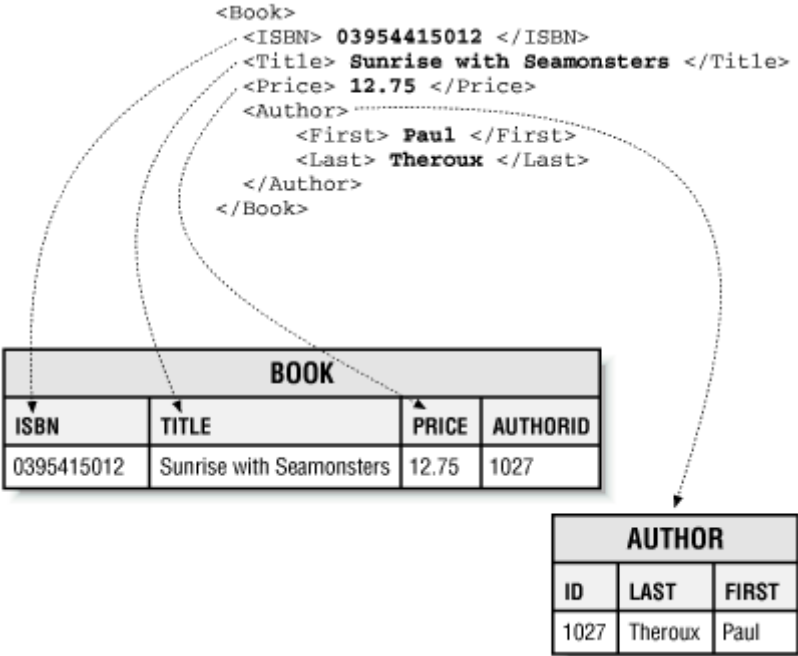 <Book>
<ISBN> 03954415012 </ISBN>
<Title> Sunrise with Seamonsters </Title>
<Price> 12.75 </Price>
<Author>
<First> Paul </First>
<Last> Theroux </Last>
</Author>
</Book>
BOOK
ISBN TITLE PRICE AUTHORID
0395415012 Sunrise with Seamonsters 12.75 1027
AUTHOR
ID LAST FIRST
1027 Theroux Paul